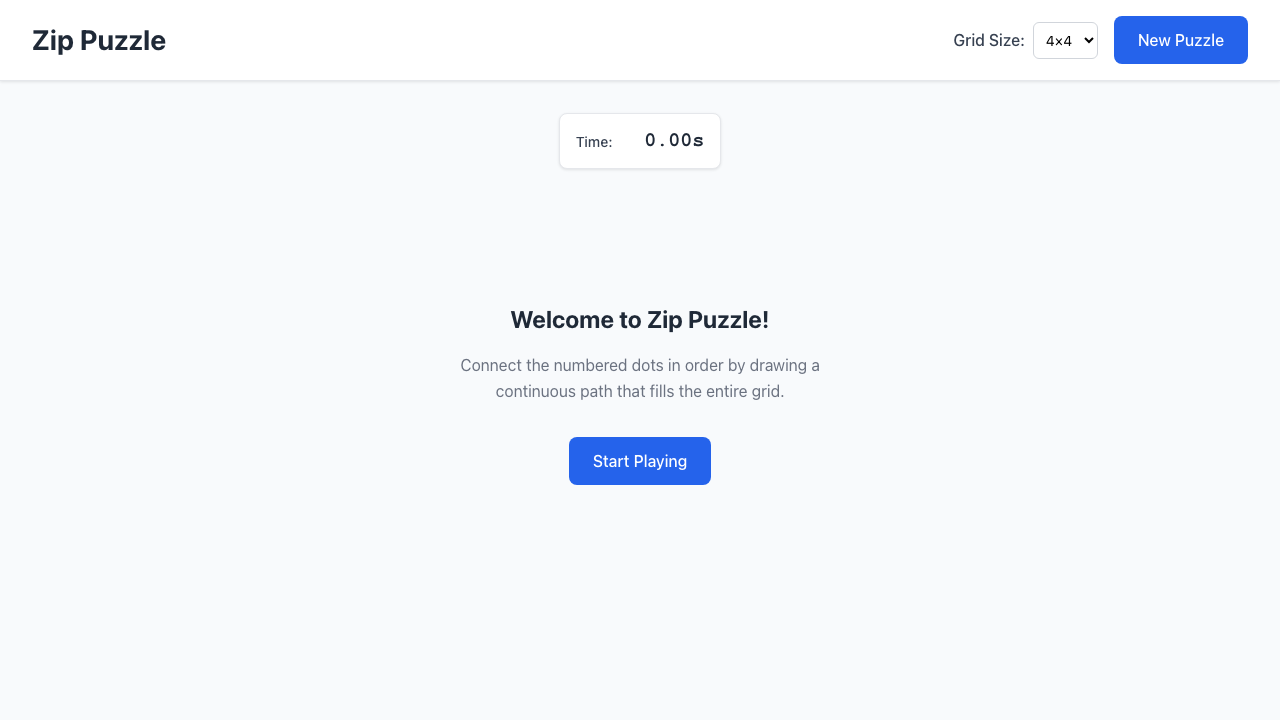 Zip Puzzle
Grid Size: 4×4 New Puzzle
Time: 0.00s
Welcome to Zip Puzzle!
Connect the numbered dots in order by drawing a
continuous path that fills the entire grid.
Start Playing